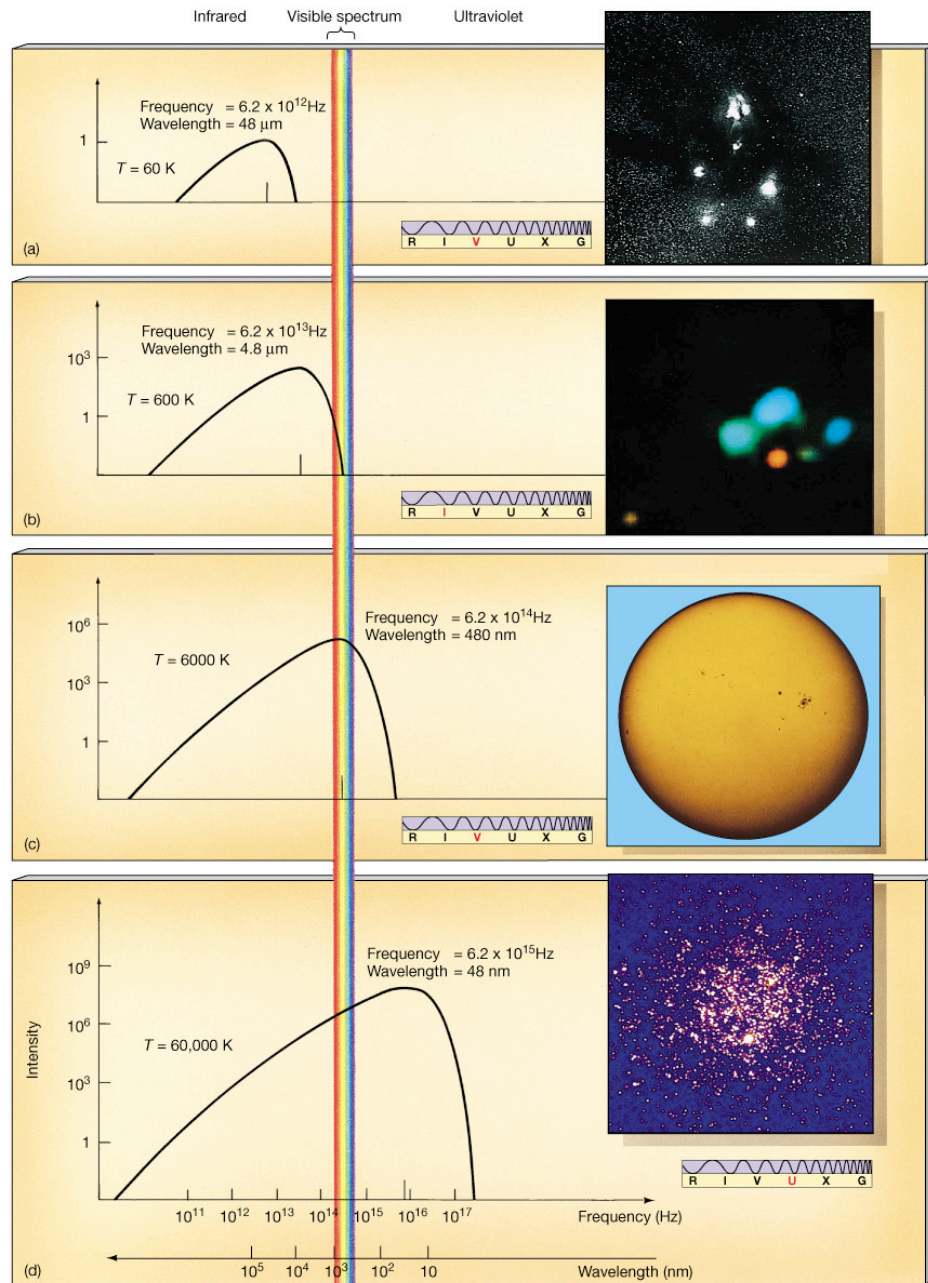 Infrared Visible spectrum Ultraviolet
Frequency = 6.2 x 10¹²Hz
Wavelength = 48 μm
1
T = 60 K
R I V U X G
(a)
Frequency = 6.2 x 10¹³Hz
Wavelength = 4.8 μm
10³
T = 600 K
1
R I V U X G
(b)
Frequency = 6.2 x 10¹⁴Hz
Wavelength = 480 nm
10⁶
T = 6000 K
10³
1
R I V U X G
(c)
Frequency = 6.2 x 10¹⁵Hz
Wavelength = 48 nm
10⁹
10⁶
T = 60,000 K
Intensity
10³
1
R I V U X G
10¹¹ 10¹² 10¹³ 10¹⁴ 10¹⁵ 10¹⁶ 10¹⁷ Frequency (Hz)
10⁵ 10⁴ 10³ 10² 10 Wavelength (nm)
(d)